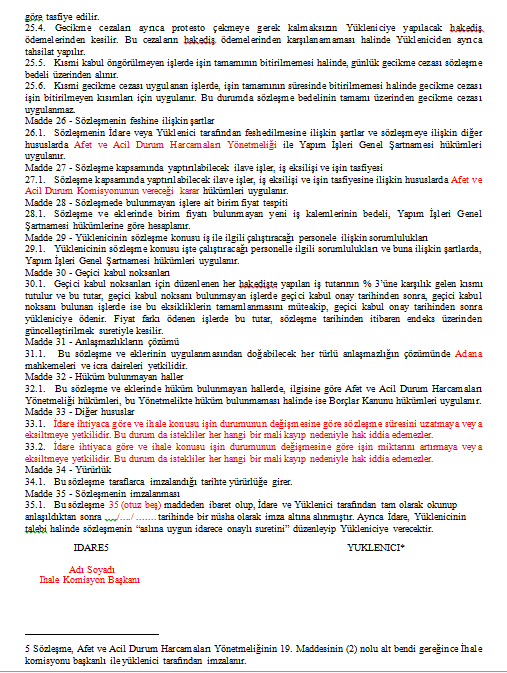 göre tasfiye edilir.
25.4. Gecikme cezaları ayrıca protesto çekmeye gerek kalmaksızın Yükleniciye yapılacak hakediş
ödemelerinden kesilir. Bu cezaların hakediş ödemelerinden karşılanamaması halinde Yükleniciden ayrıca
tahsilat yapılır.
25.5. Kısmi kabul öngörülmeyen işlerde işin tamamının bitirilmemesi halinde, günlük gecikme cezası sözleşme
bedeli üzerinden alınır.
25.6. Kısmi gecikme cezası uygulanan işlerde, işin tamamının süresinde bitirilmemesi halinde gecikme cezası
işin bitirilmeyen kısımları için uygulanır. Bu durumda sözleşme bedelinin tamamı üzerinden gecikme cezası
uygulanmaz.
Madde 26 - Sözleşmenin feshine ilişkin şartlar
26.1. Sözleşmenin İdare veya Yüklenici tarafından feshedilmesine ilişkin şartlar ve sözleşmeye ilişkin diğer
hususlarda Afet ve Acil Durum Harcamaları Yönetmeliği ile Yapım İşleri Genel Şartnamesi hükümleri
uygulanır.
Madde 27 - Sözleşme kapsamında yaptırılabilecek ilave işler, iş eksilişi ve işin tasfiyesi
27.1. Sözleşme kapsamında yaptırılabilecek ilave işler, iş eksilişi ve işin tasfiyesine ilişkin hususlarda Afet ve
Acil Durum Komisyonunun vereceği karar hükümleri uygulanır.
Madde 28 - Sözleşmede bulunmayan işlere ait birim fiyat tespiti
28.1. Sözleşme ve eklerinde birim fiyatı bulunmayan yeni iş kalemlerinin bedeli, Yapım İşleri Genel
Şartnamesi hükümlerine göre hesaplanır.
Madde 29 - Yüklenicinin sözleşme konusu iş ile ilgili çalıştıracağı personele ilişkin sorumlulukları
29.1. Yüklenicinin sözleşme konusu işte çalıştıracağı personelle ilgili sorumlulukları ve buna ilişkin şartlarda,
Yapım İşleri Genel Şartnamesi hükümleri uygulanır.
Madde 30 - Geçici kabul noksanları
30.1. Geçici kabul noksanları için düzenlenen her hakedişte yapılan iş tutarının % 3’üne karşılık gelen kısmı
tutulur ve bu tutar, geçici kabul noksanı bulunmayan işlerde geçici kabul onay tarihinden sonra, geçici kabul
noksanı bulunan işlerde ise bu eksikliklerin tamamlanmasını müteakip, geçici kabul onay tarihinden sonra
yükleniciye ödenir. Fiyat farkı ödenen işlerde bu tutar, sözleşme tarihinden itibaren endeks üzerinden
güncelleştirilmek suretiyle kesilir.
Madde 31 - Anlaşmazlıkların çözümü
31.1. Bu sözleşme ve eklerinin uygulanmasından doğabilecek her türlü anlaşmazlığın çözümünde Adana
mahkemeleri ve icra daireleri yetkilidir.
Madde 32 - Hüküm bulunmayan haller
32.1. Bu sözleşme ve eklerinde hüküm bulunmayan hallerde, ilgisine göre Afet ve Acil Durum Harcamaları
Yönetmeliği hükümleri, bu Yönetmelikte hüküm bulunmaması halinde ise Borçlar Kanunu hükümleri uygulanır.
Madde 33 - Diğer hususlar
33.1. İdare ihtiyaca göre ve ihale konusu işin durumunun değişmesine göre sözleşme süresini uzatmaya vey a
eksiltmeye yetkilidir. Bu durum da istekliler her hangi bir mali kayıp nedeniyle hak iddia edemezler.
33.2. İdare ihtiyaca göre ve ihale konusu işin durumunun değişmesine göre işin miktarını artırmaya vey a
eksiltmeye yetkilidir. Bu durum da istekliler her hangi bir mali kayıp nedeniyle hak iddia edemezler.
Madde 34 - Yürürlük
34.1. Bu sözleşme taraflarca imzalandığı tarihte yürürlüğe girer.
Madde 35 - Sözleşmenin imzalanması
35.1. Bu sözleşme 35 (otuz beş) maddeden ibaret olup, İdare ve Yüklenici tarafından tam olarak okunup
anlaşıldıktan sonra ..../..../....... tarihinde bir nüsha olarak imza altına alınmıştır. Ayrıca İdare, Yüklenicinin
talebi halinde sözleşmenin “aslına uygun idarece onaylı suretini” düzenleyip Yükleniciye verecektir.
IDARE5 YUKLENICI*
Adı Soyadı
İhale Komisyon Başkanı
5 Sözleşme, Afet ve Acil Durum Harcamaları Yönetmeliğinin 19. Maddesinin (2) nolu alt bendi gereğince İhale
komisyonu başkanlı ile yüklenici tarafından imzalanır.